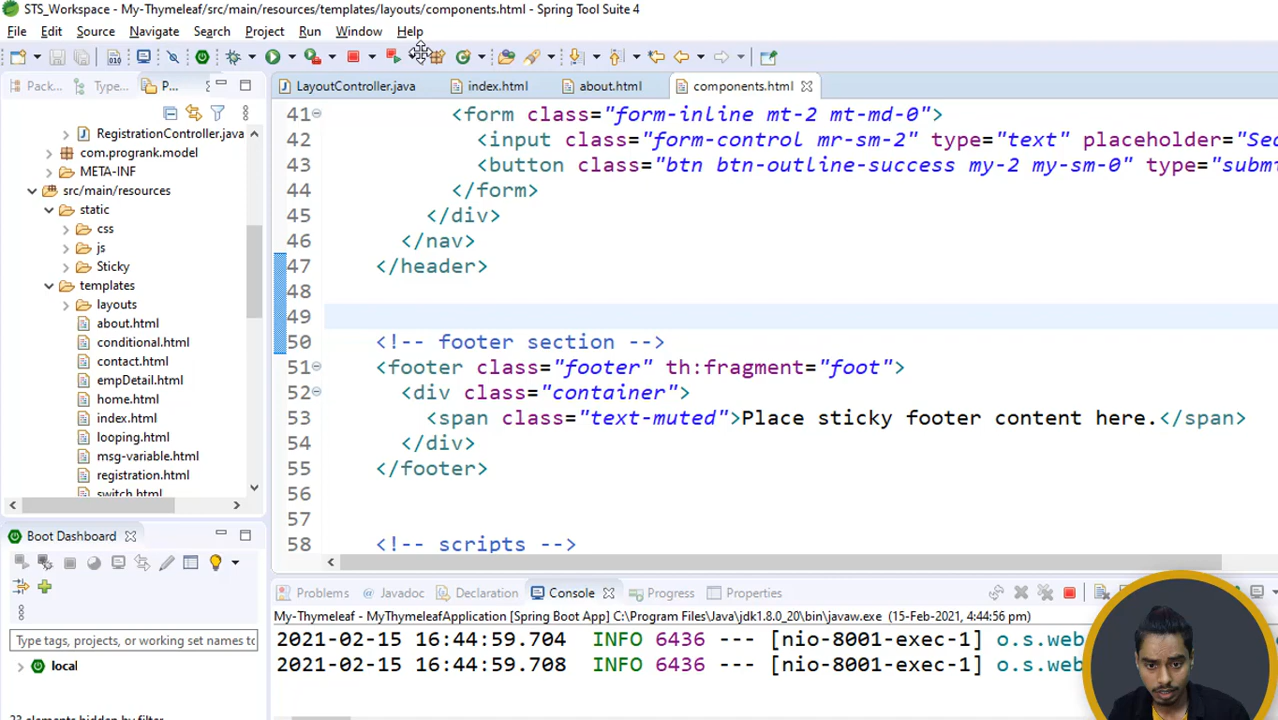 STS_Workspace - My-Thymeleaf/src/main/resources/templates/layouts/components.html - Spring Tool Suite 4
File Edit Source Navigate Search Project Run Window Help
Pack... Type... P...
LayoutController.java index.html about.html components.html
RegistrationController.java
com.progrank.model
META-INF
src/main/resources
static
css
js
Sticky
templates
layouts
about.html
conditional.html
contact.html
empDetail.html
home.html
index.html
looping.html
msg-variable.html
registration.html
switch.html
41 <form class="form-inline mt-2 mt-md-0">
42 <input class="form-control mr-sm-2" type="text" placeholder="Sea
43 <button class="btn btn-outline-success my-2 my-sm-0" type="subm
44 </form>
45 </div>
46 </nav>
47 </header>
48
49
50 <!-- footer section -->
51 <footer class="footer" th:fragment="foot">
52 <div class="container">
53 <span class="text-muted">Place sticky footer content here.</span>
54 </div>
55 </footer>
56
57
58 <!-- scripts -->
Boot Dashboard
Type tags, projects, or working set names to
local
23 elements hidden by filter
Problems Javadoc Declaration Console Progress Properties
My-Thymeleaf - MyThymeleafApplication [Spring Boot App] C:\Program Files\Java\jdk1.8.0_20\bin\javaw.exe (15-Feb-2021, 4:44:56 pm)
2021-02-15 16:44:59.704 INFO 6436 --- [nio-8001-exec-1] o.s.web
2021-02-15 16:44:59.708 INFO 6436 --- [nio-8001-exec-1] o.s.web